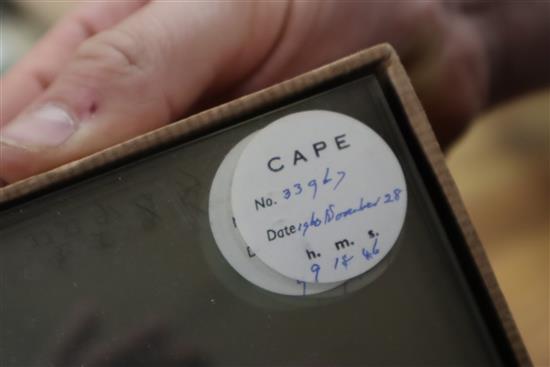 CAPE
No. 33967
Date 1960 November 28
h. m. s.
9 18 46